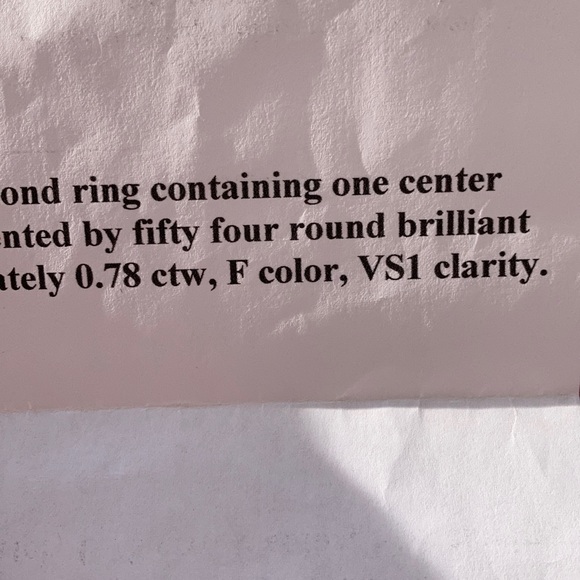 ond ring containing one center
nted by fifty four round brilliant
ately 0.78 ctw, F color, VS1 clarity.